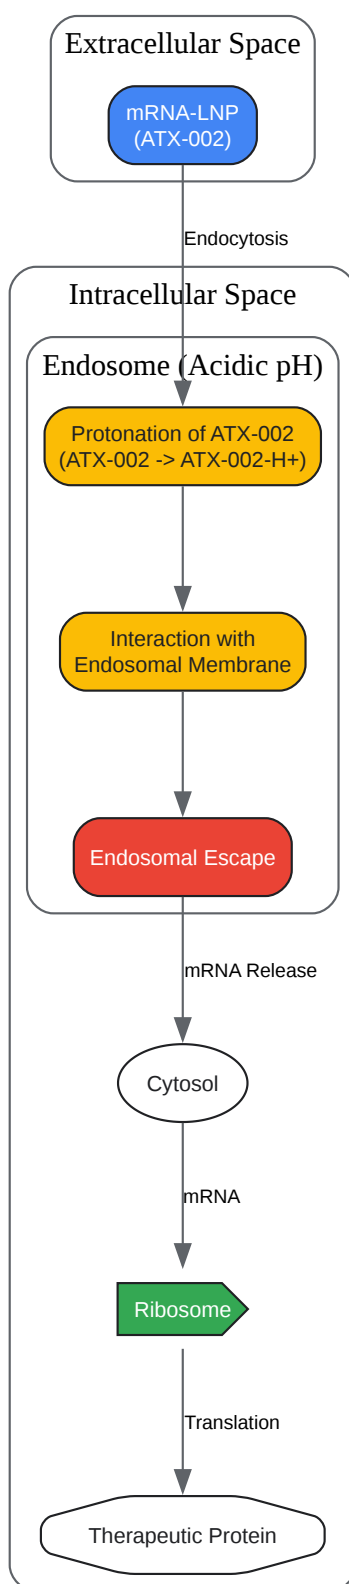 Extracellular Space
mRNA-LNP
(ATX-002)
Endocytosis
Intracellular Space
Endosome (Acidic pH)
Protonation of ATX-002
(ATX-002 -> ATX-002-H+)
Interaction with
Endosomal Membrane
Endosomal Escape
mRNA Release
Cytosol
mRNA
Ribosome
Translation
Therapeutic Protein